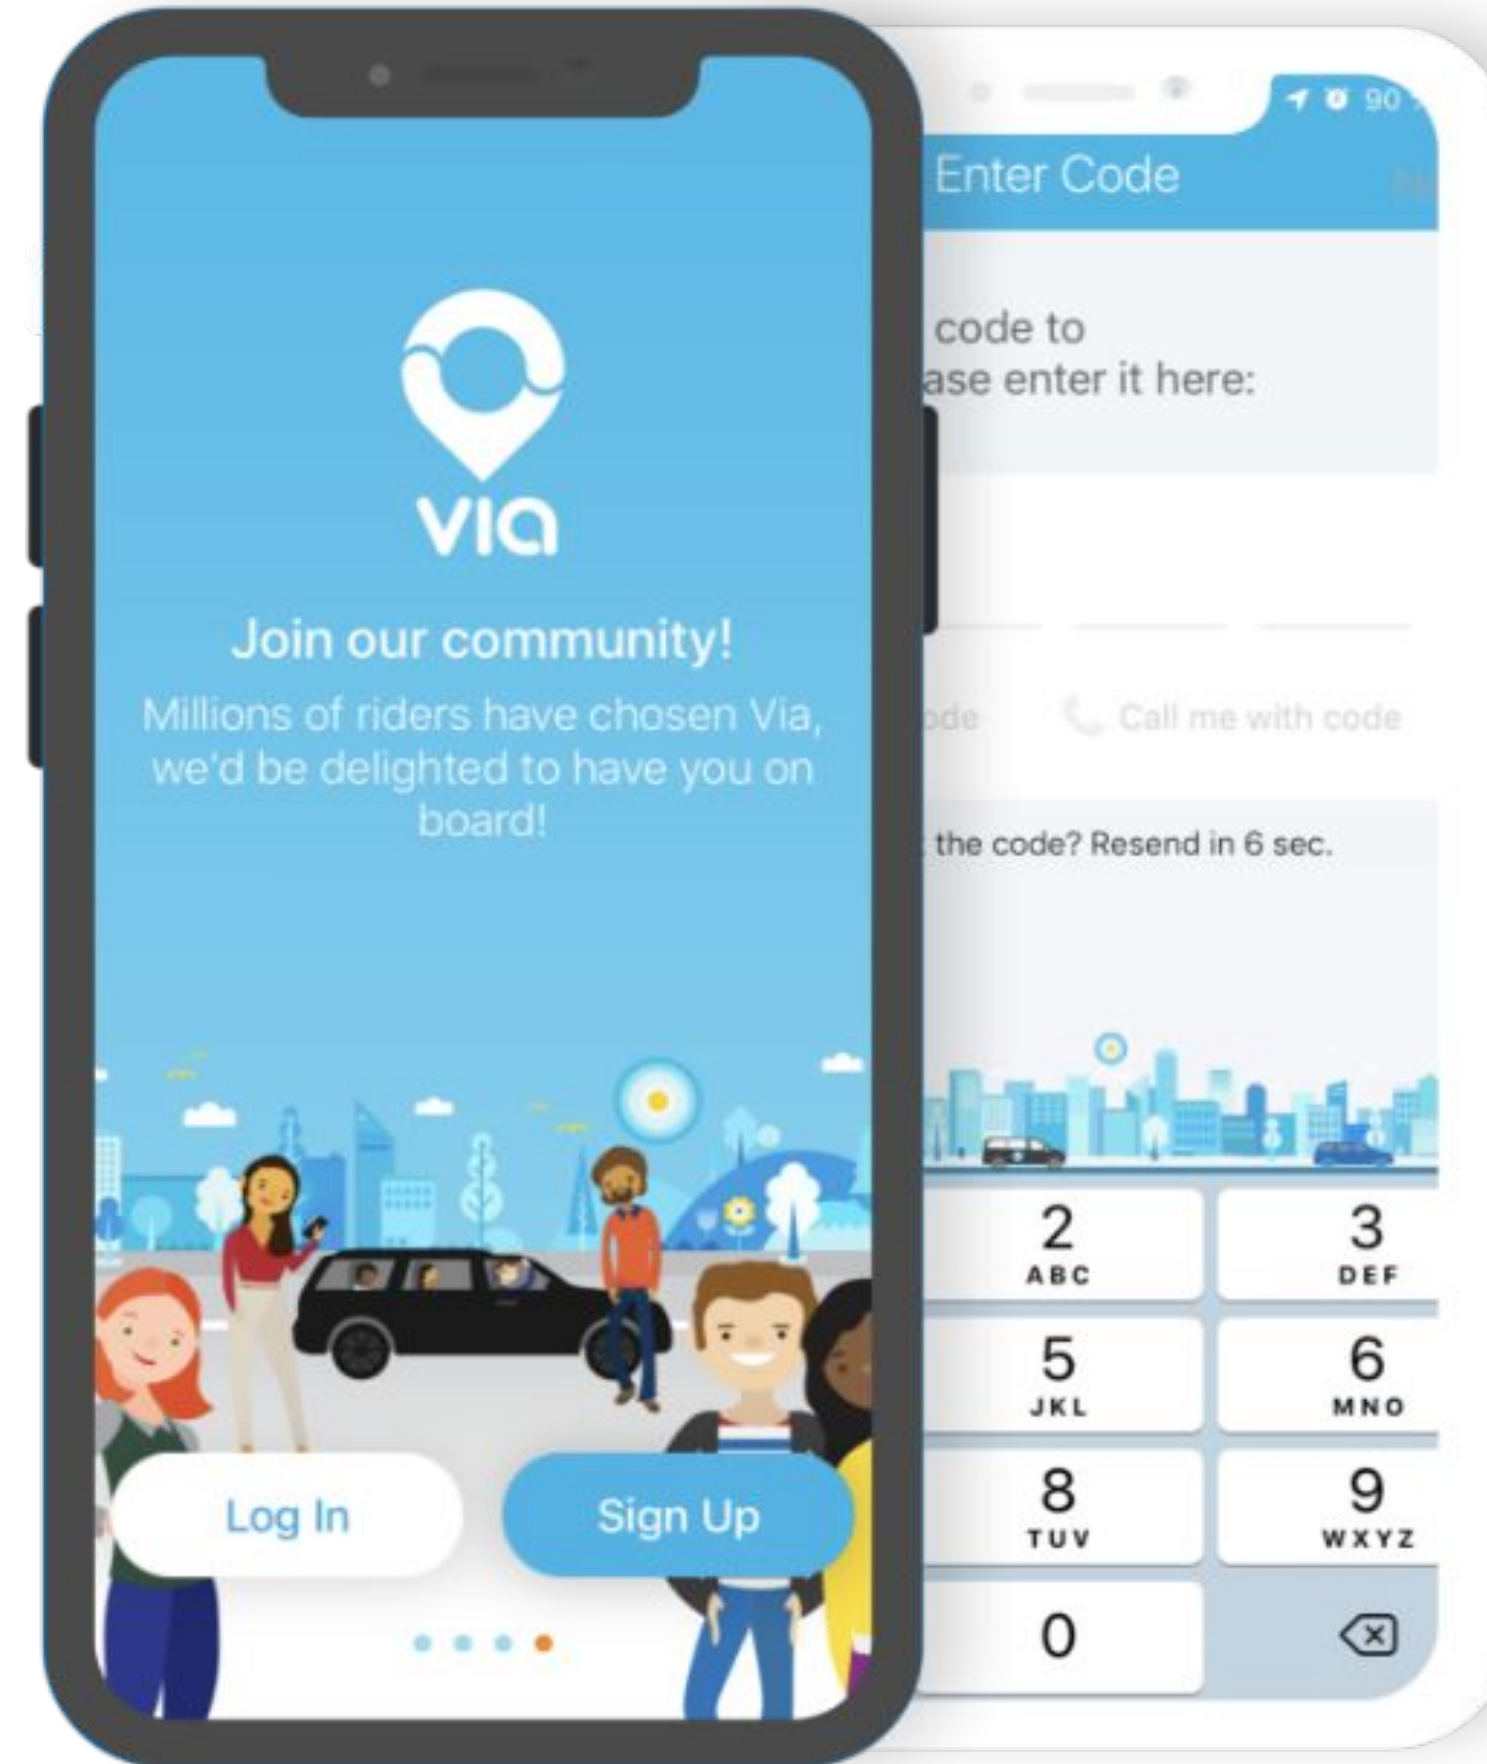 via
Join our community!
Millions of riders have chosen Via,
we'd be delighted to have you on
board!
Log In
Sign Up
90
Enter Code
code to
ase enter it here:
ode
Call me with code
the code? Resend in 6 sec.
2
ABC
3
DEF
5
JKL
6
MNO
8
TUV
9
WXYZ
0